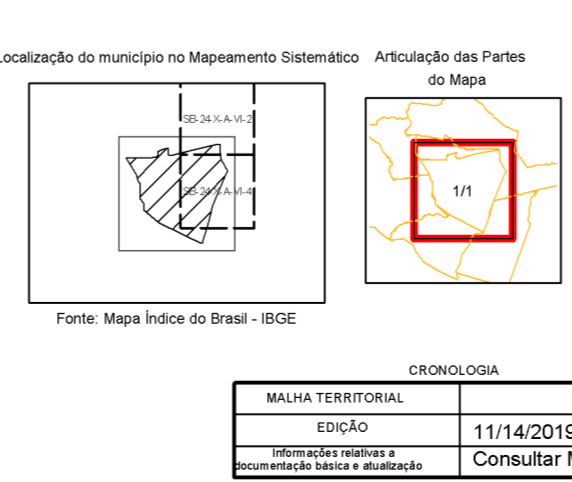 Localização do município no Mapeamento Sistemático
Articulação das Partes
do Mapa
SB-24-X-A-VI-2
SB-24-X-A-VI-4
1/1
Fonte: Mapa Índice do Brasil - IBGE
CRONOLOGIA
MALHA TERRITORIAL
EDIÇÃO
11/14/2019
Informações relativas a
documentação básica e atualização
Consultar